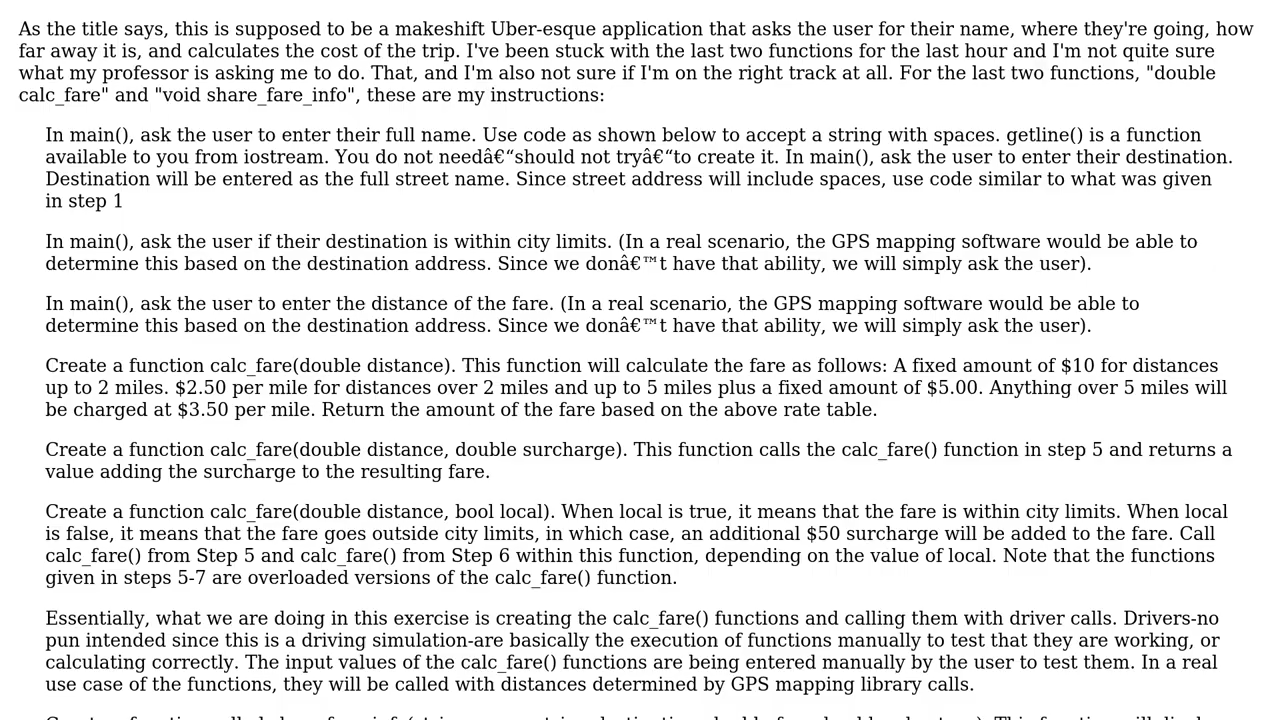 As the title says, this is supposed to be a makeshift Uber-esque application that asks the user for their name, where they're going, how
far away it is, and calculates the cost of the trip. I've been stuck with the last two functions for the last hour and I'm not quite sure
what my professor is asking me to do. That, and I'm also not sure if I'm on the right track at all. For the last two functions, "double
calc_fare" and "void share_fare_info", these are my instructions:
In main(), ask the user to enter their full name. Use code as shown below to accept a string with spaces. getline() is a function
available to you from iostream. You do not needâ€“should not tryâ€“to create it. In main(), ask the user to enter their destination.
Destination will be entered as the full street name. Since street address will include spaces, use code similar to what was given
in step 1
In main(), ask the user if their destination is within city limits. (In a real scenario, the GPS mapping software would be able to
determine this based on the destination address. Since we donâ€™t have that ability, we will simply ask the user).
In main(), ask the user to enter the distance of the fare. (In a real scenario, the GPS mapping software would be able to
determine this based on the destination address. Since we donâ€™t have that ability, we will simply ask the user).
Create a function calc_fare(double distance). This function will calculate the fare as follows: A fixed amount of $10 for distances
up to 2 miles. $2.50 per mile for distances over 2 miles and up to 5 miles plus a fixed amount of $5.00. Anything over 5 miles will
be charged at $3.50 per mile. Return the amount of the fare based on the above rate table.
Create a function calc_fare(double distance, double surcharge). This function calls the calc_fare() function in step 5 and returns a
value adding the surcharge to the resulting fare.
Create a function calc_fare(double distance, bool local). When local is true, it means that the fare is within city limits. When local
is false, it means that the fare goes outside city limits, in which case, an additional $50 surcharge will be added to the fare. Call
calc_fare() from Step 5 and calc_fare() from Step 6 within this function, depending on the value of local. Note that the functions
given in steps 5-7 are overloaded versions of the calc_fare() function.
Essentially, what we are doing in this exercise is creating the calc_fare() functions and calling them with driver calls. Drivers-no
pun intended since this is a driving simulation-are basically the execution of functions manually to test that they are working, or
calculating correctly. The input values of the calc_fare() functions are being entered manually by the user to test them. In a real
use case of the functions, they will be called with distances determined by GPS mapping library calls.